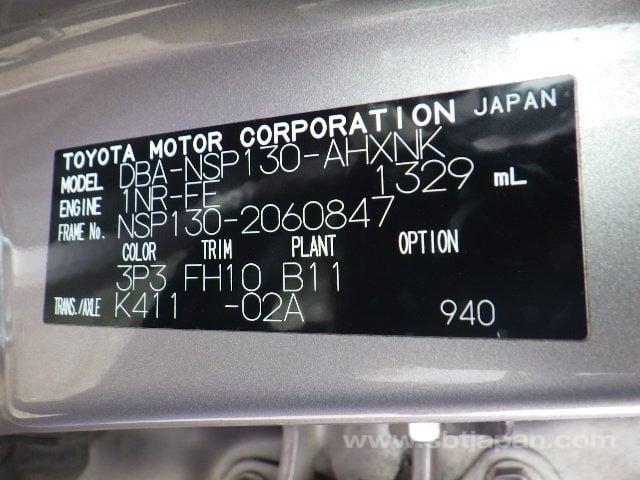 TOYOTA MOTOR CORPORATION JAPAN
MODEL DBA-NSP130-AHXNK
ENGINE 1NR-FE 1329 mL
FRAME No. NSP130-2060847
COLOR TRIM PLANT OPTION
3P3 FH10 B11
TRANS./AXLE K411 -02A 940
www.sbtjapan.com